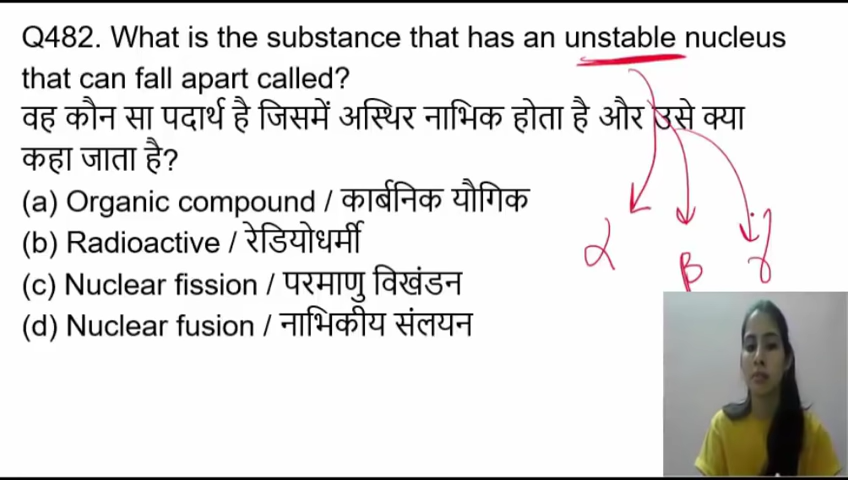 Q482. What is the substance that has an unstable nucleus
that can fall apart called?
वह कौन सा पदार्थ है जिसमें अस्थिर नाभिक होता है और उसे क्या
कहा जाता है?
(a) Organic compound / कार्बनिक यौगिक
(b) Radioactive / रेडियोधर्मी
(c) Nuclear fission / परमाणु विखंडन
(d) Nuclear fusion / नाभिकीय संलयन
α β γ